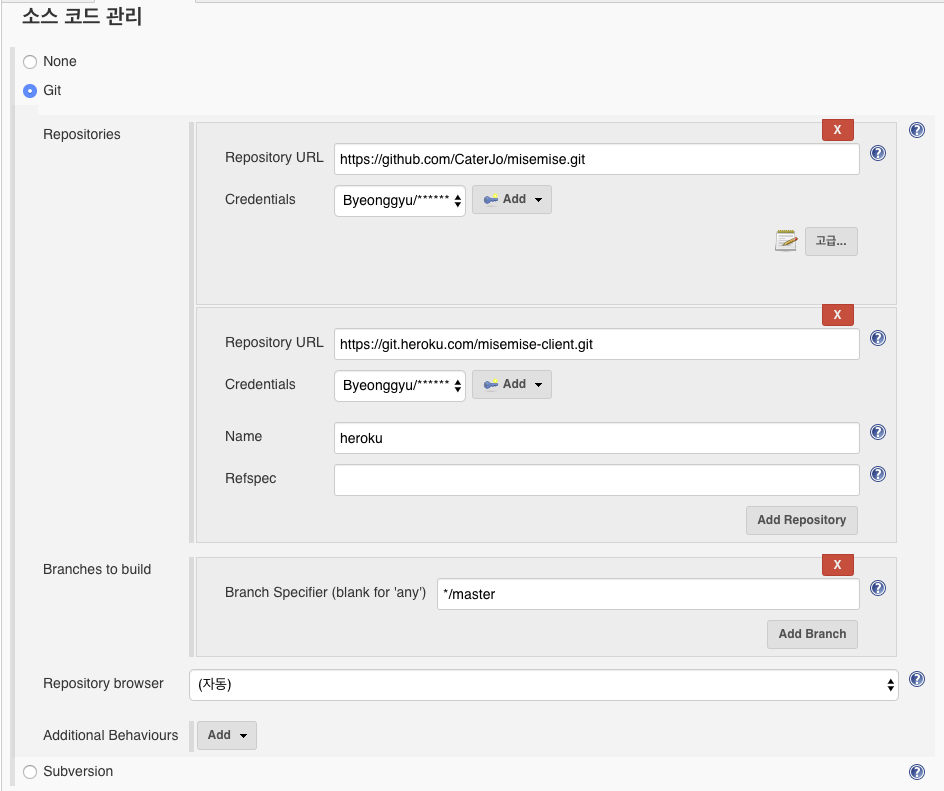 소스 코드 관리
None
Git
Repositories
X
?
Repository URL https://github.com/CaterJo/misemise.git
?
Credentials Byeonggyu/****** Add
고급...
X
Repository URL https://git.heroku.com/misemise-client.git
?
Credentials Byeonggyu/****** Add
Name heroku
?
Refspec
?
Add Repository
Branches to build
X
Branch Specifier (blank for 'any') */master
?
Add Branch
Repository browser (자동)
?
Additional Behaviours Add
Subversion
?